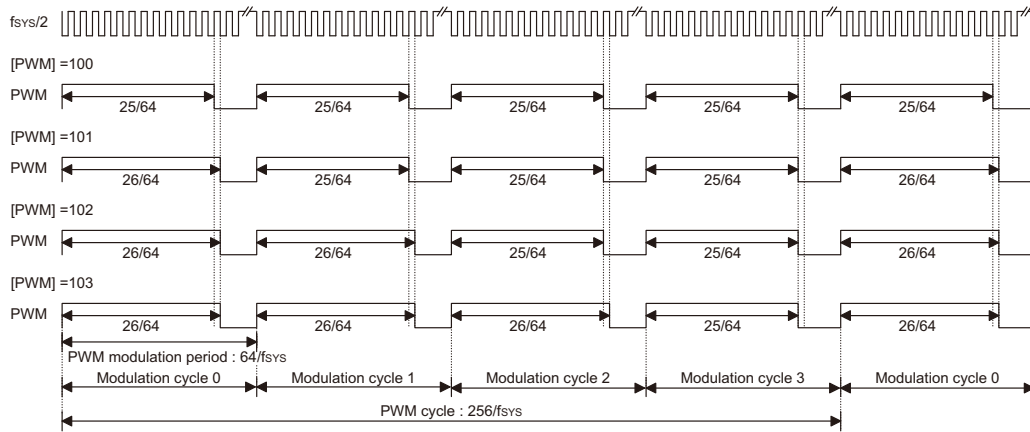 fSYS/2
[PWM] =100
PWM
25/64 25/64 25/64 25/64 25/64
[PWM] =101
PWM
26/64 25/64 25/64 25/64 26/64
[PWM] =102
PWM
26/64 26/64 25/64 25/64 26/64
[PWM] =103
PWM
26/64 26/64 26/64 25/64 26/64
PWM modulation period : 64/fSYS
Modulation cycle 0 Modulation cycle 1 Modulation cycle 2 Modulation cycle 3 Modulation cycle 0
PWM cycle : 256/fSYS